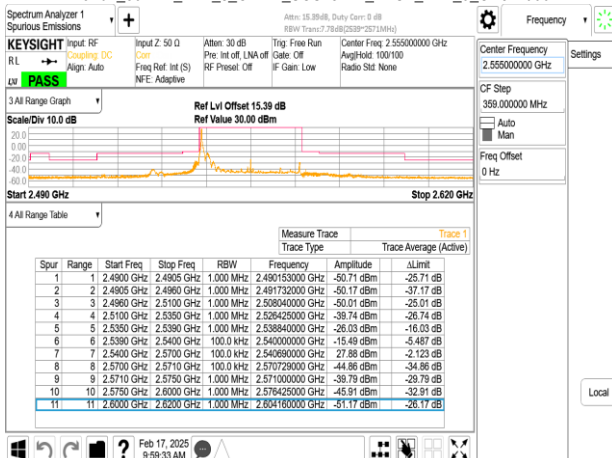 Spectrum Analyzer 1
Spurious Emissions
Attn: 15.39dB, Duty Corr: 0 dB
RBW Trans:7.78dB(2539~2571MHz)
Frequency
KEYSIGHT
RL
PASS
Input: RF
Coupling: DC
Align: Auto
Input Z: 50 Ω
Corr
Freq Ref: Int (S)
NFE: Adaptive
Atten: 30 dB
Pre: Int off, LNA off
RF Preset: Off
Trig: Free Run
Gate: Off
IF Gain: Low
Center Freq: 2.555000000 GHz
Avg|Hold: 100/100
Radio Std: None
Center Frequency
2.555000000 GHz
Settings
CF Step
359.000000 MHz
Auto
Man
Freq Offset
0 Hz
Local
3 All Range Graph
Scale/Div 10.0 dB
Ref Lvl Offset 15.39 dB
Ref Value 30.00 dBm
20.0
0.00
-20.0
-40.0
-60.0
Start 2.490 GHz
Stop 2.620 GHz
4 All Range Table
Measure Trace Trace 1
Trace Type Trace Average (Active)
Spur Range Start Freq Stop Freq RBW Frequency Amplitude ΔLimit
1 1 2.4900 GHz 2.4905 GHz 1.000 MHz 2.490153000 GHz -50.71 dBm -25.71 dB
2 2 2.4905 GHz 2.4960 GHz 1.000 MHz 2.491732000 GHz -50.17 dBm -37.17 dB
3 3 2.4960 GHz 2.5100 GHz 1.000 MHz 2.508040000 GHz -50.01 dBm -25.01 dB
4 4 2.5100 GHz 2.5350 GHz 1.000 MHz 2.526425000 GHz -39.74 dBm -26.74 dB
5 5 2.5350 GHz 2.5390 GHz 1.000 MHz 2.538840000 GHz -26.03 dBm -16.03 dB
6 6 2.5390 GHz 2.5400 GHz 100.0 kHz 2.540000000 GHz -15.49 dBm -5.487 dB
7 7 2.5400 GHz 2.5700 GHz 100.0 kHz 2.540690000 GHz 27.88 dBm -2.123 dB
8 8 2.5700 GHz 2.5710 GHz 100.0 kHz 2.570729000 GHz -44.86 dBm -34.86 dB
9 9 2.5710 GHz 2.5750 GHz 1.000 MHz 2.571000000 GHz -39.79 dBm -29.79 dB
10 10 2.5750 GHz 2.6000 GHz 1.000 MHz 2.576425000 GHz -45.91 dBm -32.91 dB
11 11 2.6000 GHz 2.6200 GHz 1.000 MHz 2.604160000 GHz -51.17 dBm -26.17 dB
Feb 17, 2025
9:59:33 AM